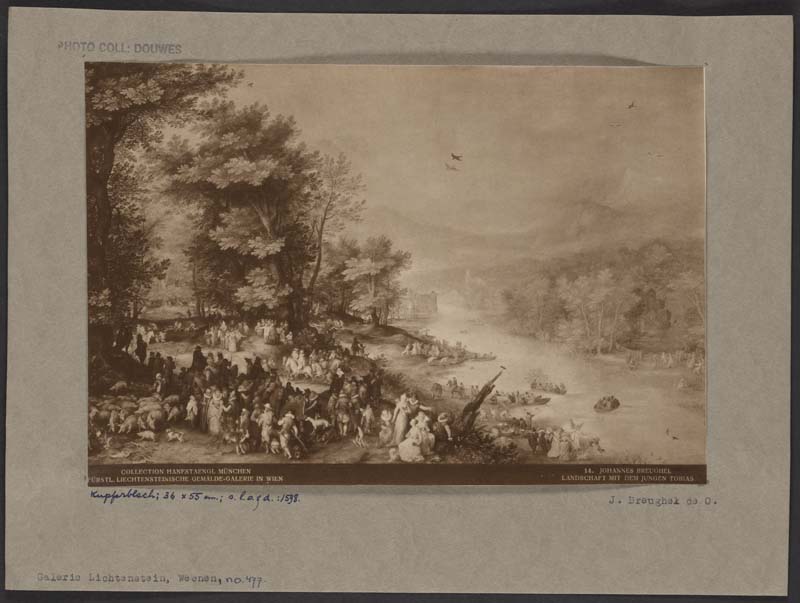 PHOTO COLL: DOUWES
COLLECTION HANFSTAENGL MÜNCHEN
FÜRSTL. LIECHTENSTEINISCHE GEMÄLDE-GALERIE IN WIEN
14. JOHANNES BREUGHEL
LANDSCHAFT MIT DEM JUNGEN TOBIAS
Kupferblech; 36 x 55 cm.; s. l. o g d.: 1598.
J. Breughel de O.
Galerie Lichtenstein, Weenen, no. 477.